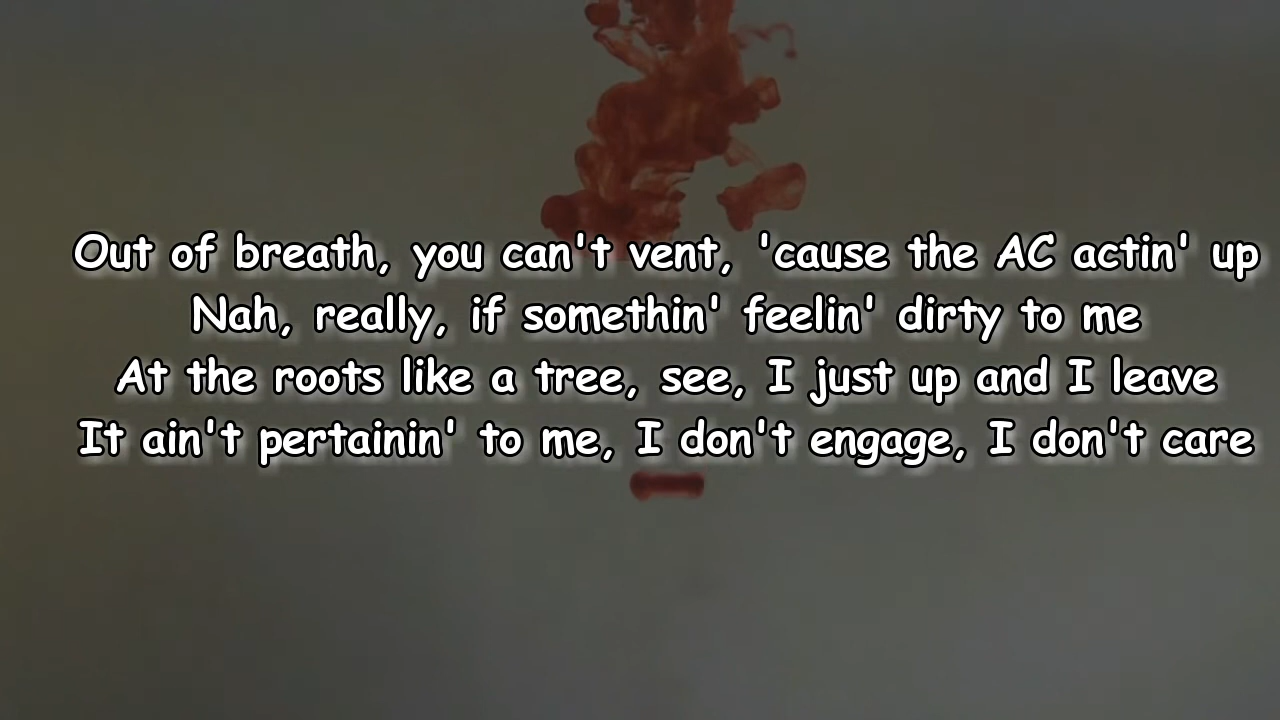 Out of breath, you can't vent, 'cause the AC actin' up
Nah, really, if somethin' feelin' dirty to me
At the roots like a tree, see, I just up and I leave
It ain't pertainin' to me, I don't engage, I don't care